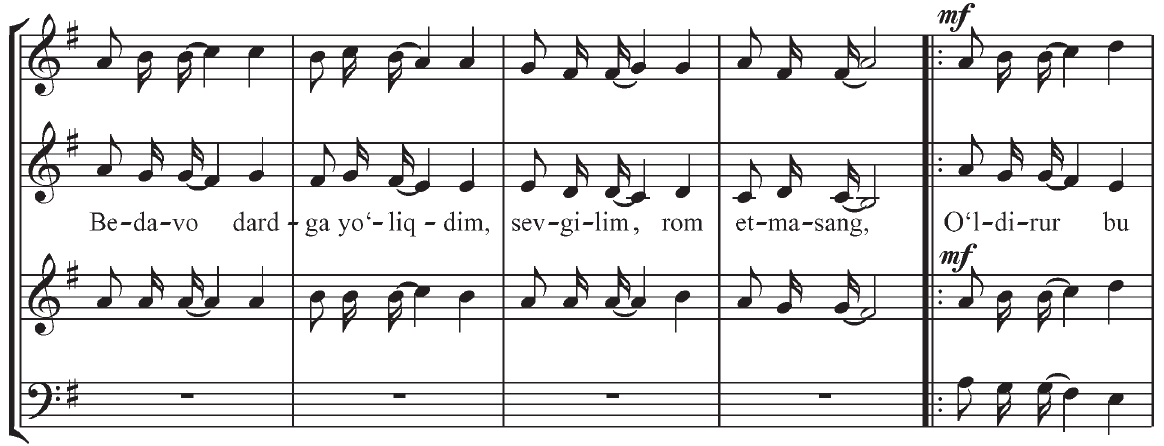 mf
Be-da-vo dard-ga yo‘-liq-dim, sev-gi-lim, rom et-ma-sang, O‘l-di-rur bu
mf